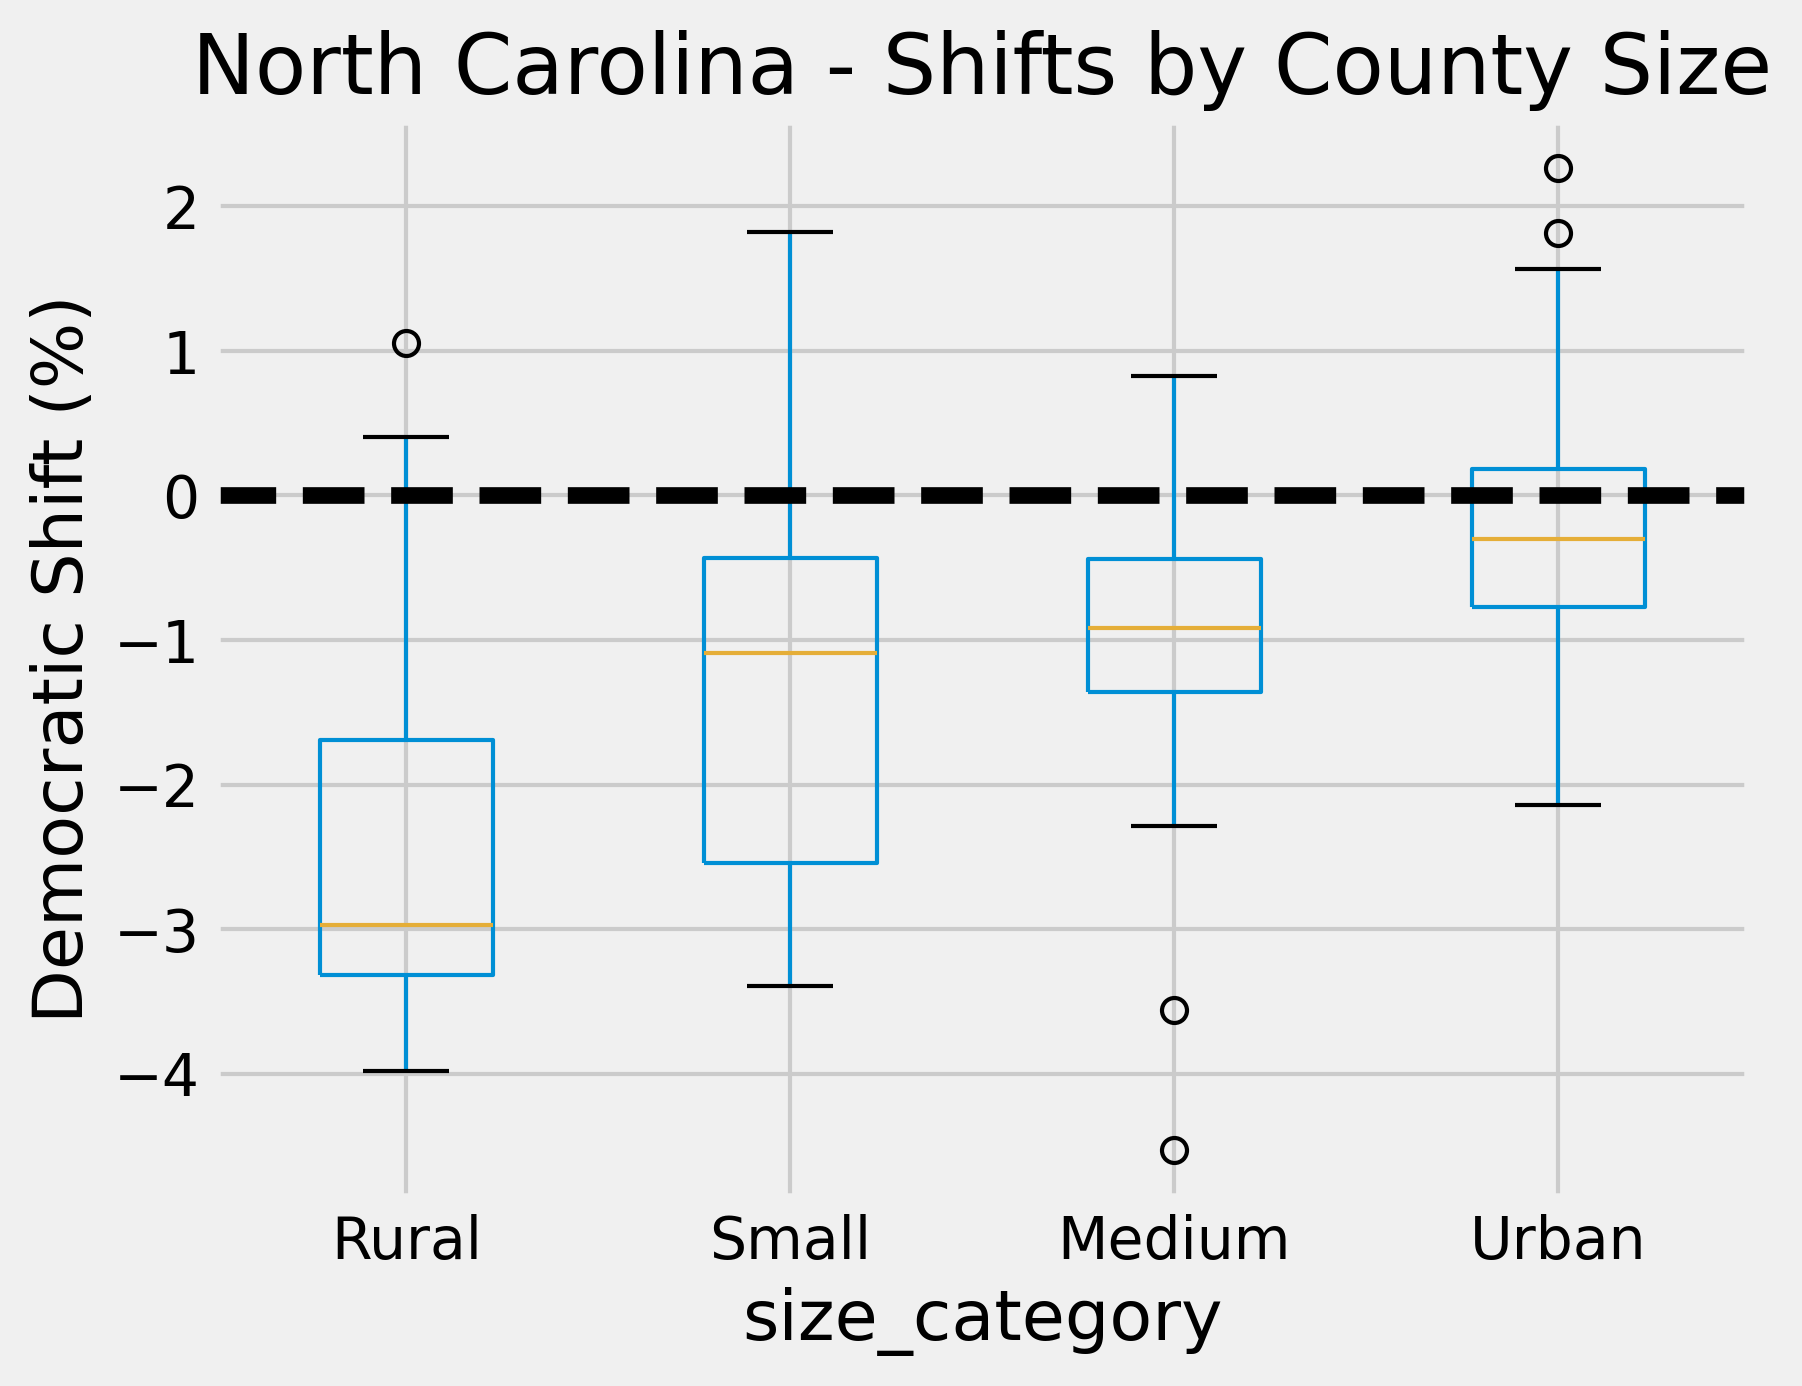 North Carolina - Shifts by County Size
Democratic Shift (%)
2
1
0
−1
−2
−3
−4
Rural Small Medium Urban
size_category